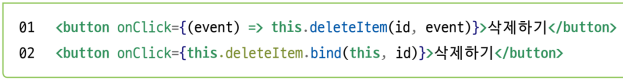 01 <button onClick={(event) => this.deleteItem(id, event)}>삭제하기</button>
02 <button onClick={this.deleteItem.bind(this, id)}>삭제하기</button>